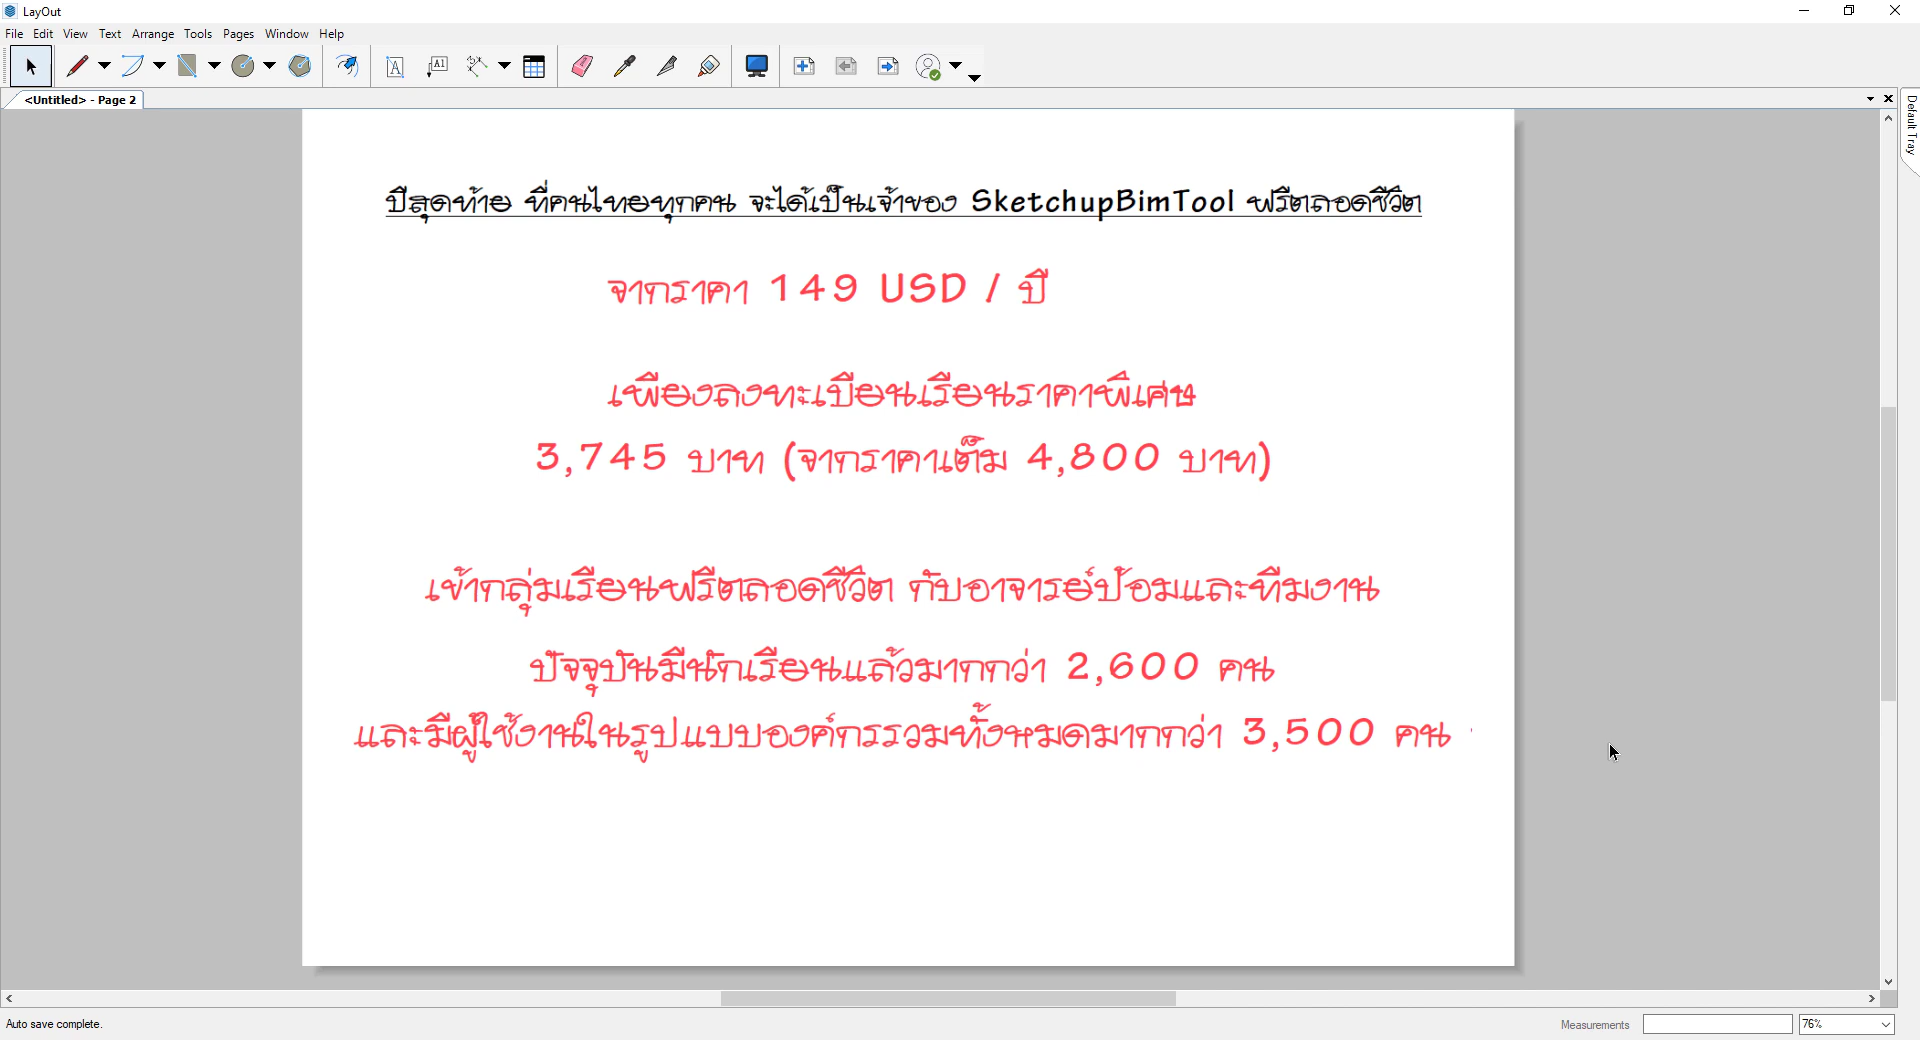 LayOut
File Edit View Text Arrange Tools Pages Window Help
A A1
<Untitled> - Page 2
Default Tray
ปีสุดท้าย ที่คนไทยทุกคน จะได้เป็นเจ้าของ SketchupBimTool ฟรีตลอดชีวิต
จากราคา 149 USD / ปี
เพียงลงทะเบียนเรียนราคาพิเศษ
3,745 บาท (จากราคาเต็ม 4,800 บาท)
เข้ากลุ่มเรียนฟรีตลอดชีวิต กับอาจารย์ป้อมและทีมงาน
ปัจจุบันมีนักเรียนแล้วมากกว่า 2,600 คน
และมีผู้ใช้งานในรูปแบบองค์กรรวมทั้งหมดมากกว่า 3,500 คน
Auto save complete.
Measurements
76%